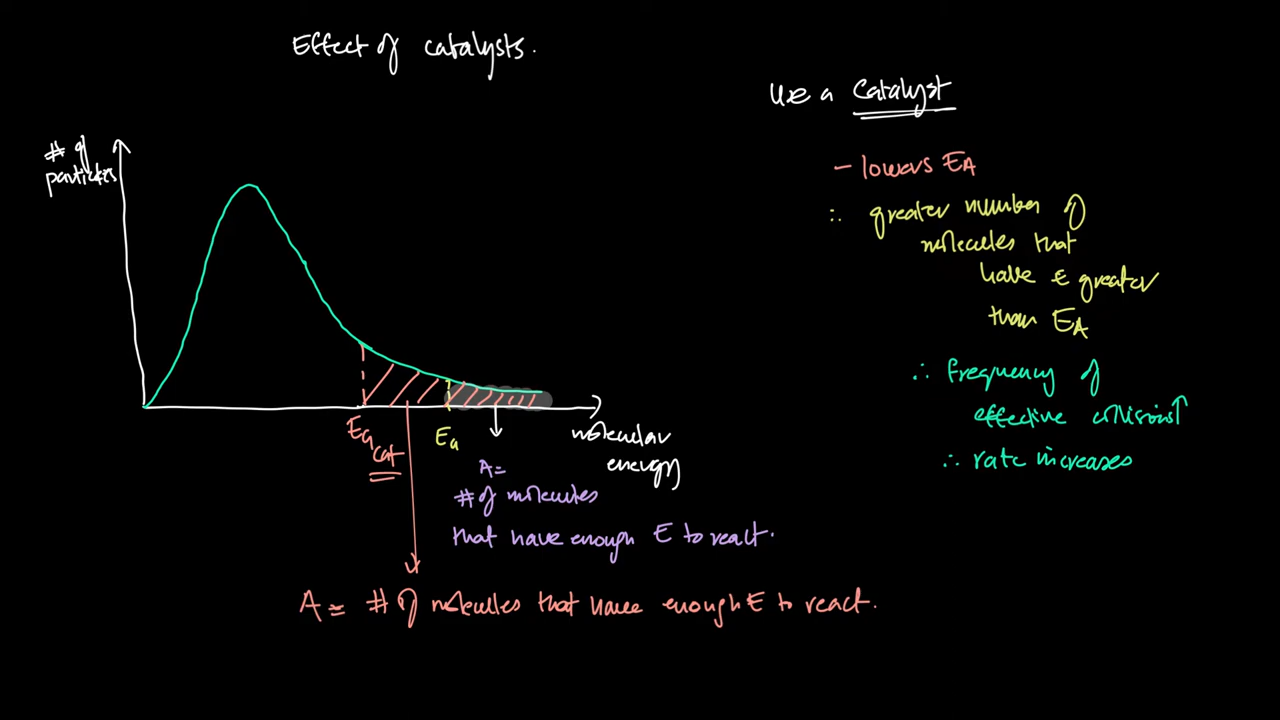 Effect of catalysts.
Use a Catalyst
# of
particles
- lowers EA
∴ greater number of
molecules that
have E greater
than EA
∴ frequency of
effective collisions↑
∴ rate increases
Ea cat
Ea
molecular
energy
A =
# of molecules
that have enough E to react.
A = # of molecules that have enough E to react.